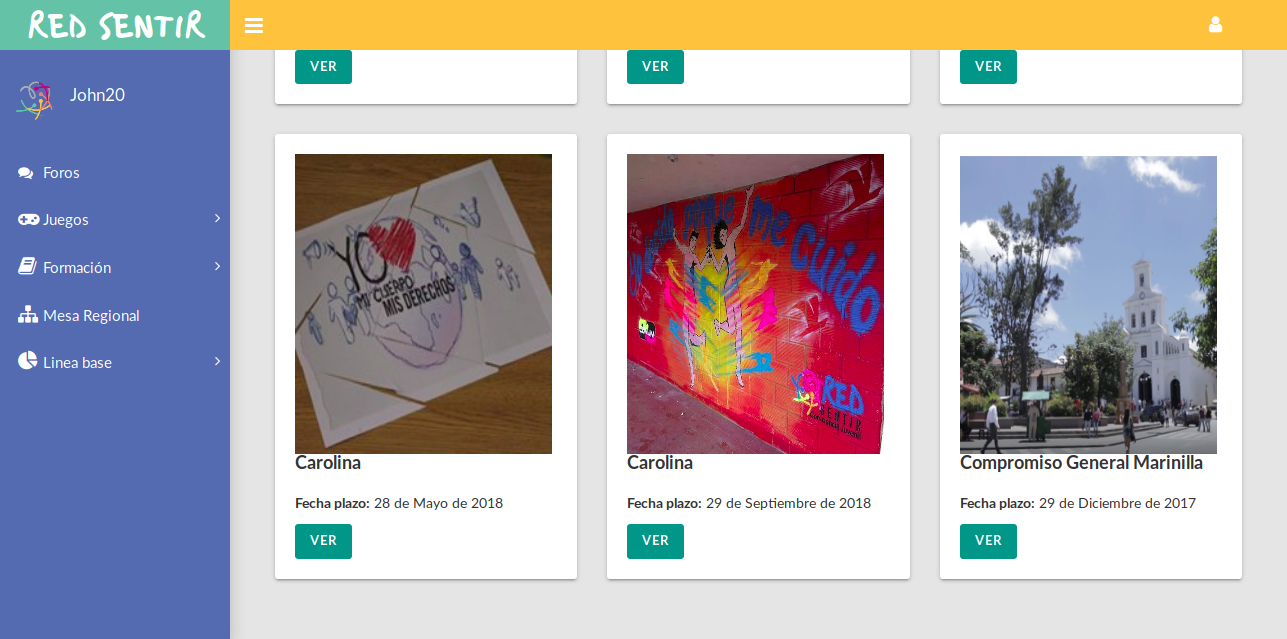 RED SENTIR
VER
VER
VER
John20
Foros
Juegos
Formación
Mesa Regional
Linea base
YO
MI CUERPO
MIS DERECHOS
me cuido
RED
SENTIR
Carolina
Carolina
Compromiso General Marinilla
Fecha plazo: 28 de Mayo de 2018
Fecha plazo: 29 de Septiembre de 2018
Fecha plazo: 29 de Diciembre de 2017
VER
VER
VER